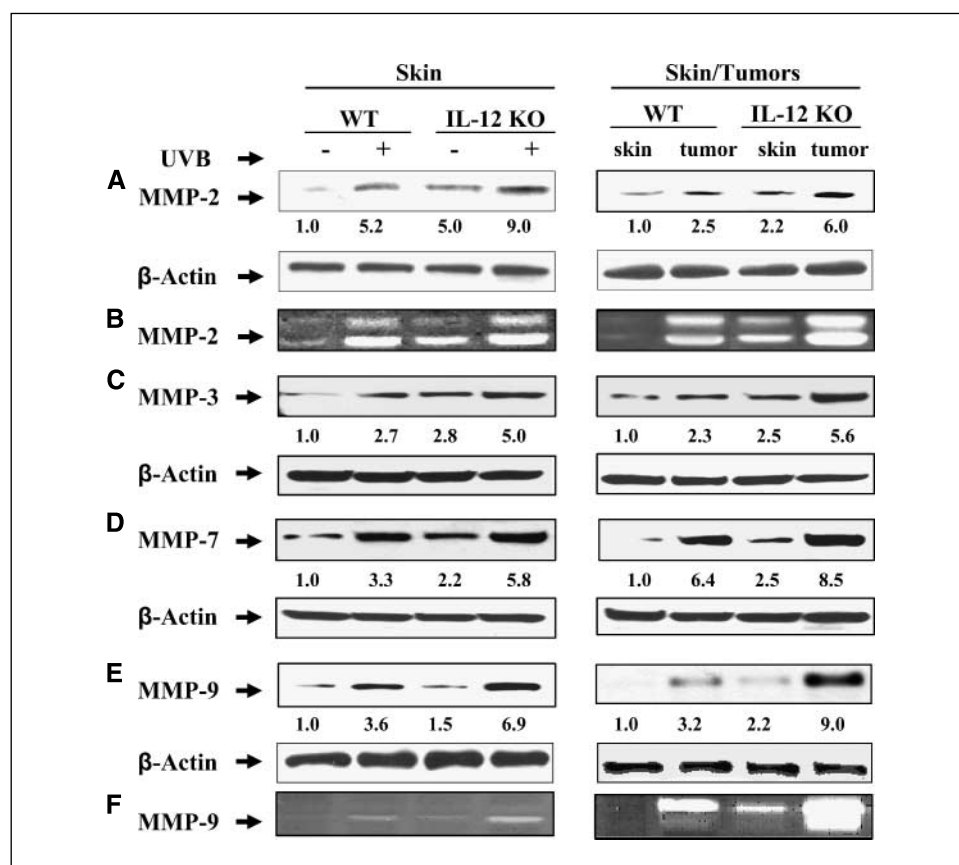 Skin Skin/Tumors
WT IL-12 KO WT IL-12 KO
UVB - + - + skin tumor skin tumor
A MMP-2
1.0 5.2 5.0 9.0 1.0 2.5 2.2 6.0
β-Actin
B MMP-2
C MMP-3
1.0 2.7 2.8 5.0 1.0 2.3 2.5 5.6
β-Actin
D MMP-7
1.0 3.3 2.2 5.8 1.0 6.4 2.5 8.5
β-Actin
E MMP-9
1.0 3.6 1.5 6.9 1.0 3.2 2.2 9.0
β-Actin
F MMP-9